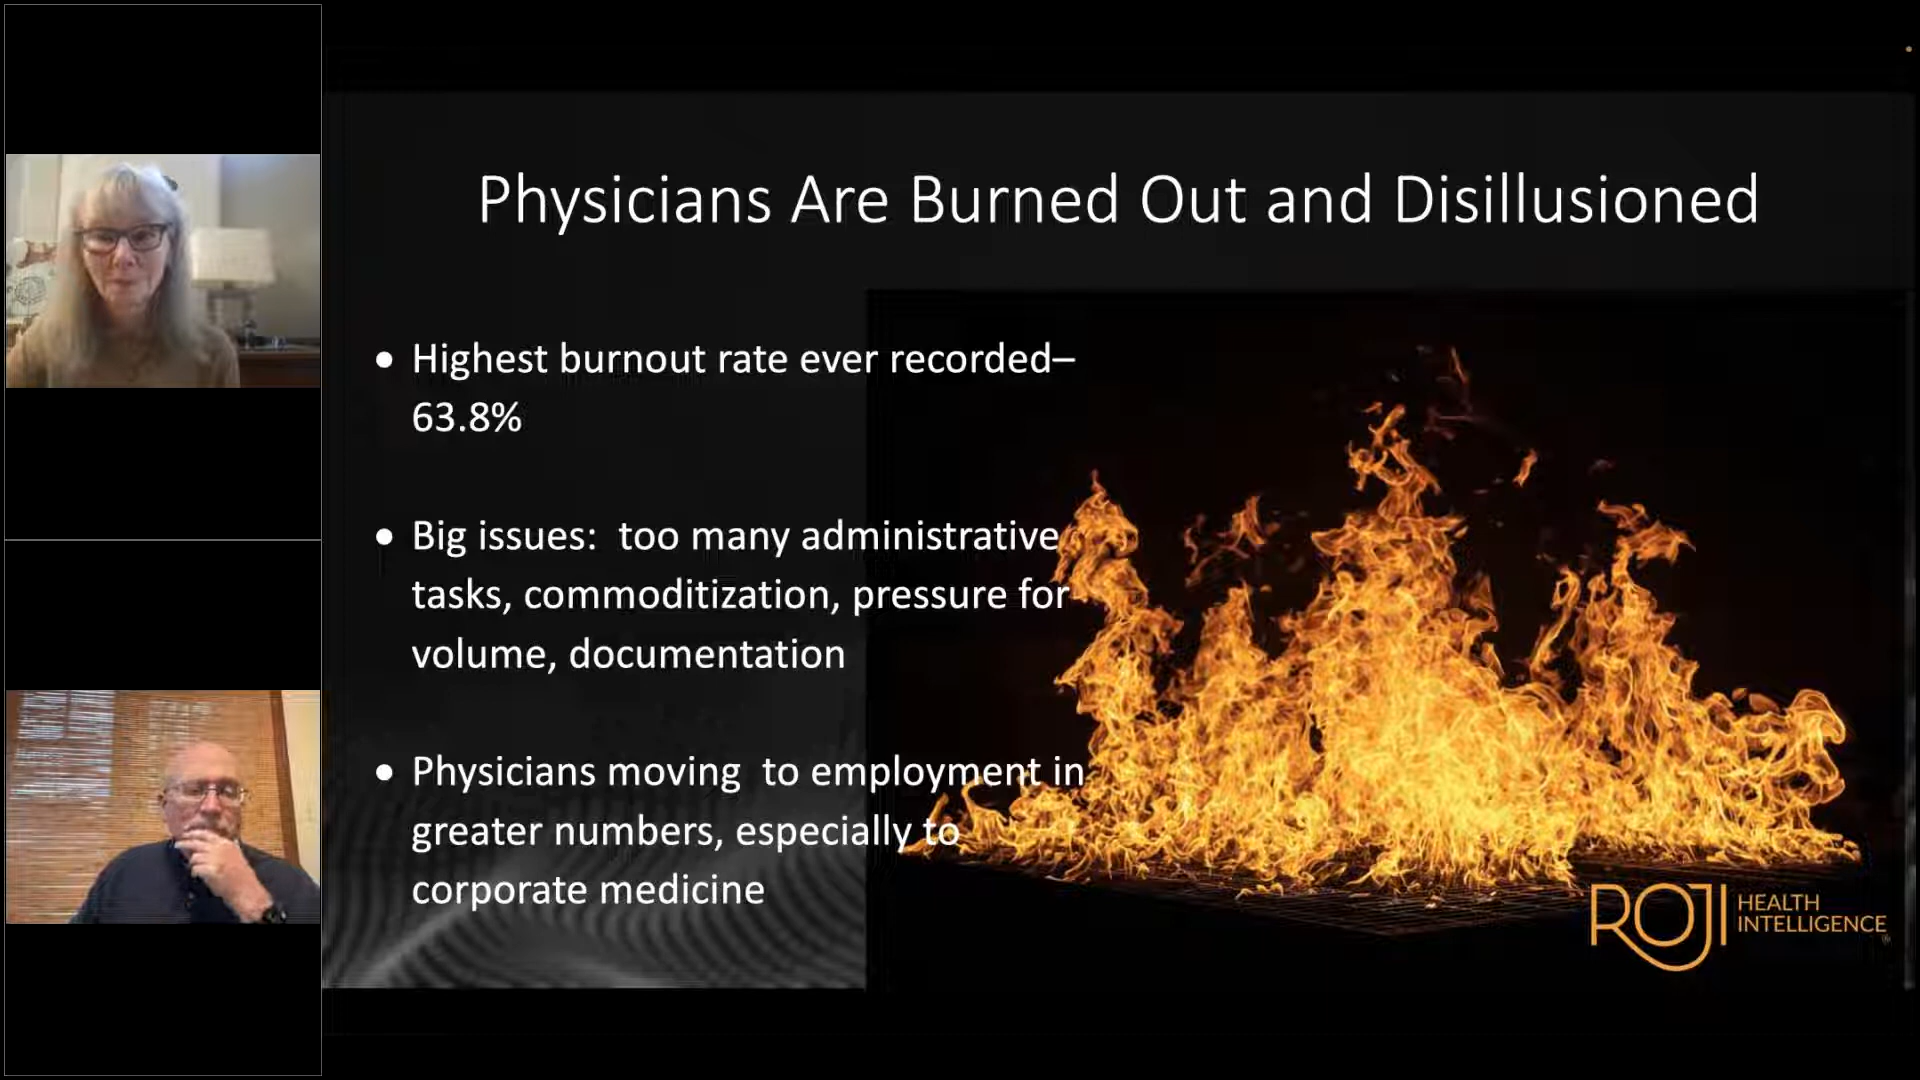 Physicians Are Burned Out and Disillusioned
• Highest burnout rate ever recorded–
63.8%
• Big issues:  too many administrative
tasks, commoditization, pressure for
volume, documentation
• Physicians moving  to employment in
greater numbers, especially to
corporate medicine
ROJI HEALTH
INTELLIGENCE